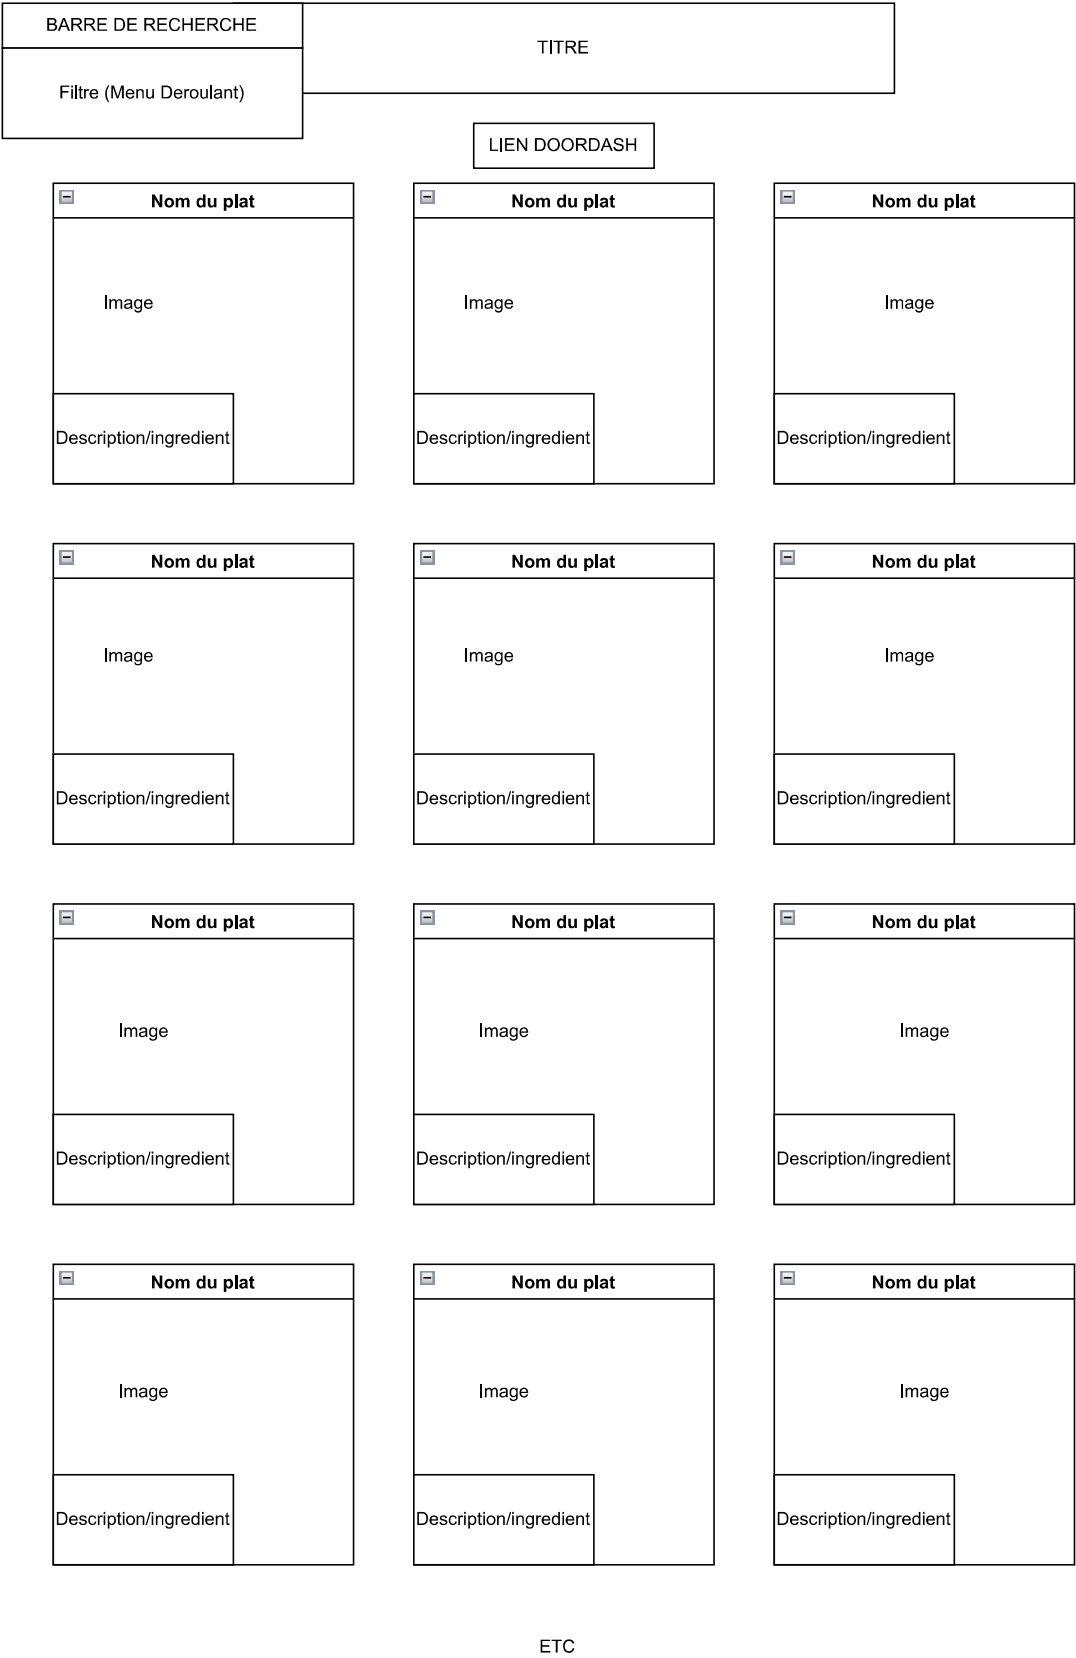 BARRE DE RECHERCHE
TITRE
Filtre (Menu Deroulant)
LIEN DOORDASH
Nom du plat
Nom du plat
Nom du plat
Image
Image
Image
Description/ingredient
Description/ingredient
Description/ingredient
Nom du plat
Nom du plat
Nom du plat
Image
Image
Image
Description/ingredient
Description/ingredient
Description/ingredient
Nom du plat
Nom du plat
Nom du plat
Image
Image
Image
Description/ingredient
Description/ingredient
Description/ingredient
Nom du plat
Nom du plat
Nom du plat
Image
Image
Image
Description/ingredient
Description/ingredient
Description/ingredient
ETC